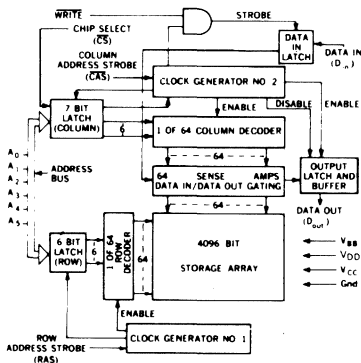 WRITE
STROBE
CHIP SELECT
(CS)
DATA
IN
LATCH
DATA IN
(Din)
COLUMN
ADDRESS STROBE
(CAS)
CLOCK GENERATOR NO 2
7 BIT
LATCH
(COLUMN)
ENABLE
DISABLE
ENABLE
6
1 OF 64 COLUMN DECODER
64
A0
A1
A2
A3
A4
A5
ADDRESS
BUS
64 SENSE AMPS
DATA IN/DATA OUT GATING
OUTPUT
LATCH AND
BUFFER
64
DATA OUT
(Dout)
6 BIT
LATCH
(ROW)
6
1 OF 64
ROW
DECODER
64
4096 BIT
STORAGE ARRAY
VBB
VDD
VCC
Gnd
ENABLE
ROW
ADDRESS STROBE
(RAS)
CLOCK GENERATOR NO 1